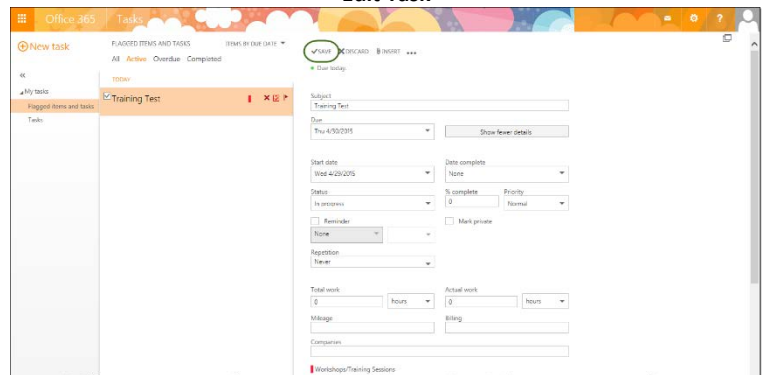 Edit Task
Office 365 Tasks
New task
FLAGGED ITEMS AND TASKS ITEMS BY DUE DATE
All Active Overdue Completed
SAVE DISCARD INSERT
Due today
My tasks
Flagged items and tasks
Tasks
TODAY
Training Test
Subject
Training Test
Due
Thu 4/30/2015
Show fewer details
Start date Date complete
Wed 4/29/2015 None
Status % complete Priority
In progress 0 Normal
Reminder Mark private
None
Repetition
Never
Total work Actual work
0 hours 0 hours
Mileage Billing
Companies
Workshops/Training Sessions